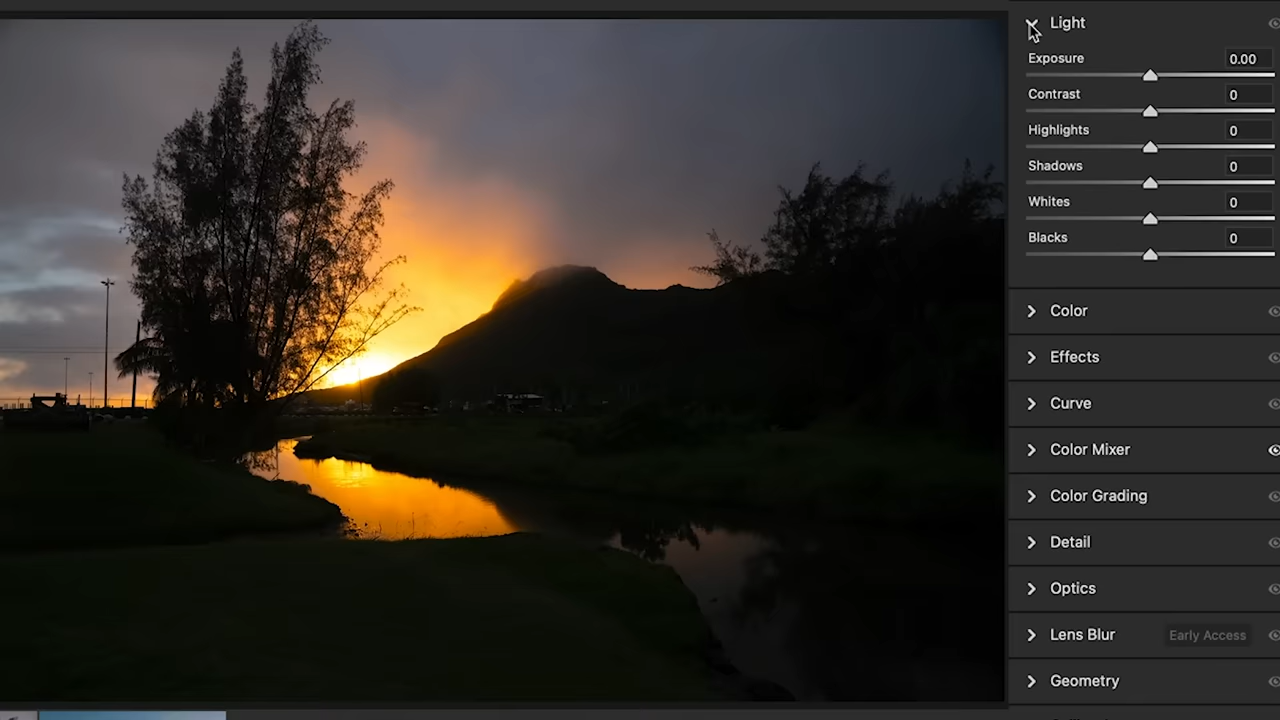 Light
Exposure 0.00
Contrast 0
Highlights 0
Shadows 0
Whites 0
Blacks 0
Color
Effects
Curve
Color Mixer
Color Grading
Detail
Optics
Lens Blur Early Access
Geometry